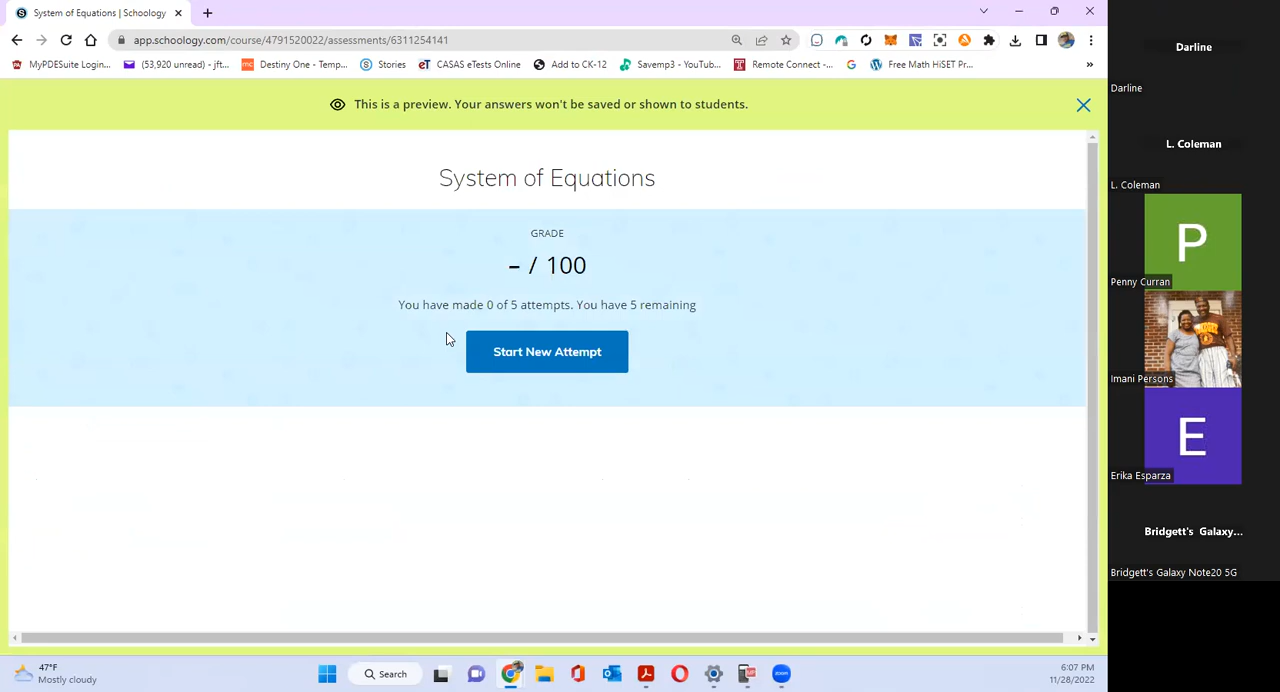 System of Equations | Schoology
app.schoology.com/course/4791520022/assessments/6311254141
MyPDESuite Login...
(53,920 unread) - jft...
mc
Destiny One - Temp...
Stories
eT
CASAS eTests Online
Add to CK-12
Savemp3 - YouTub...
Remote Connect -...
Free Math HiSET Pr...
»
This is a preview. Your answers won't be saved or shown to students.
System of Equations
GRADE
– / 100
You have made 0 of 5 attempts. You have 5 remaining
Start New Attempt
Darline
Darline
L. Coleman
L. Coleman
P
Penny Curran
Imani Persons
E
Erika Esparza
Bridgett's Galaxy...
Bridgett's Galaxy Note20 5G
47°F
Mostly cloudy
Search
zoom
6:07 PM
11/28/2022